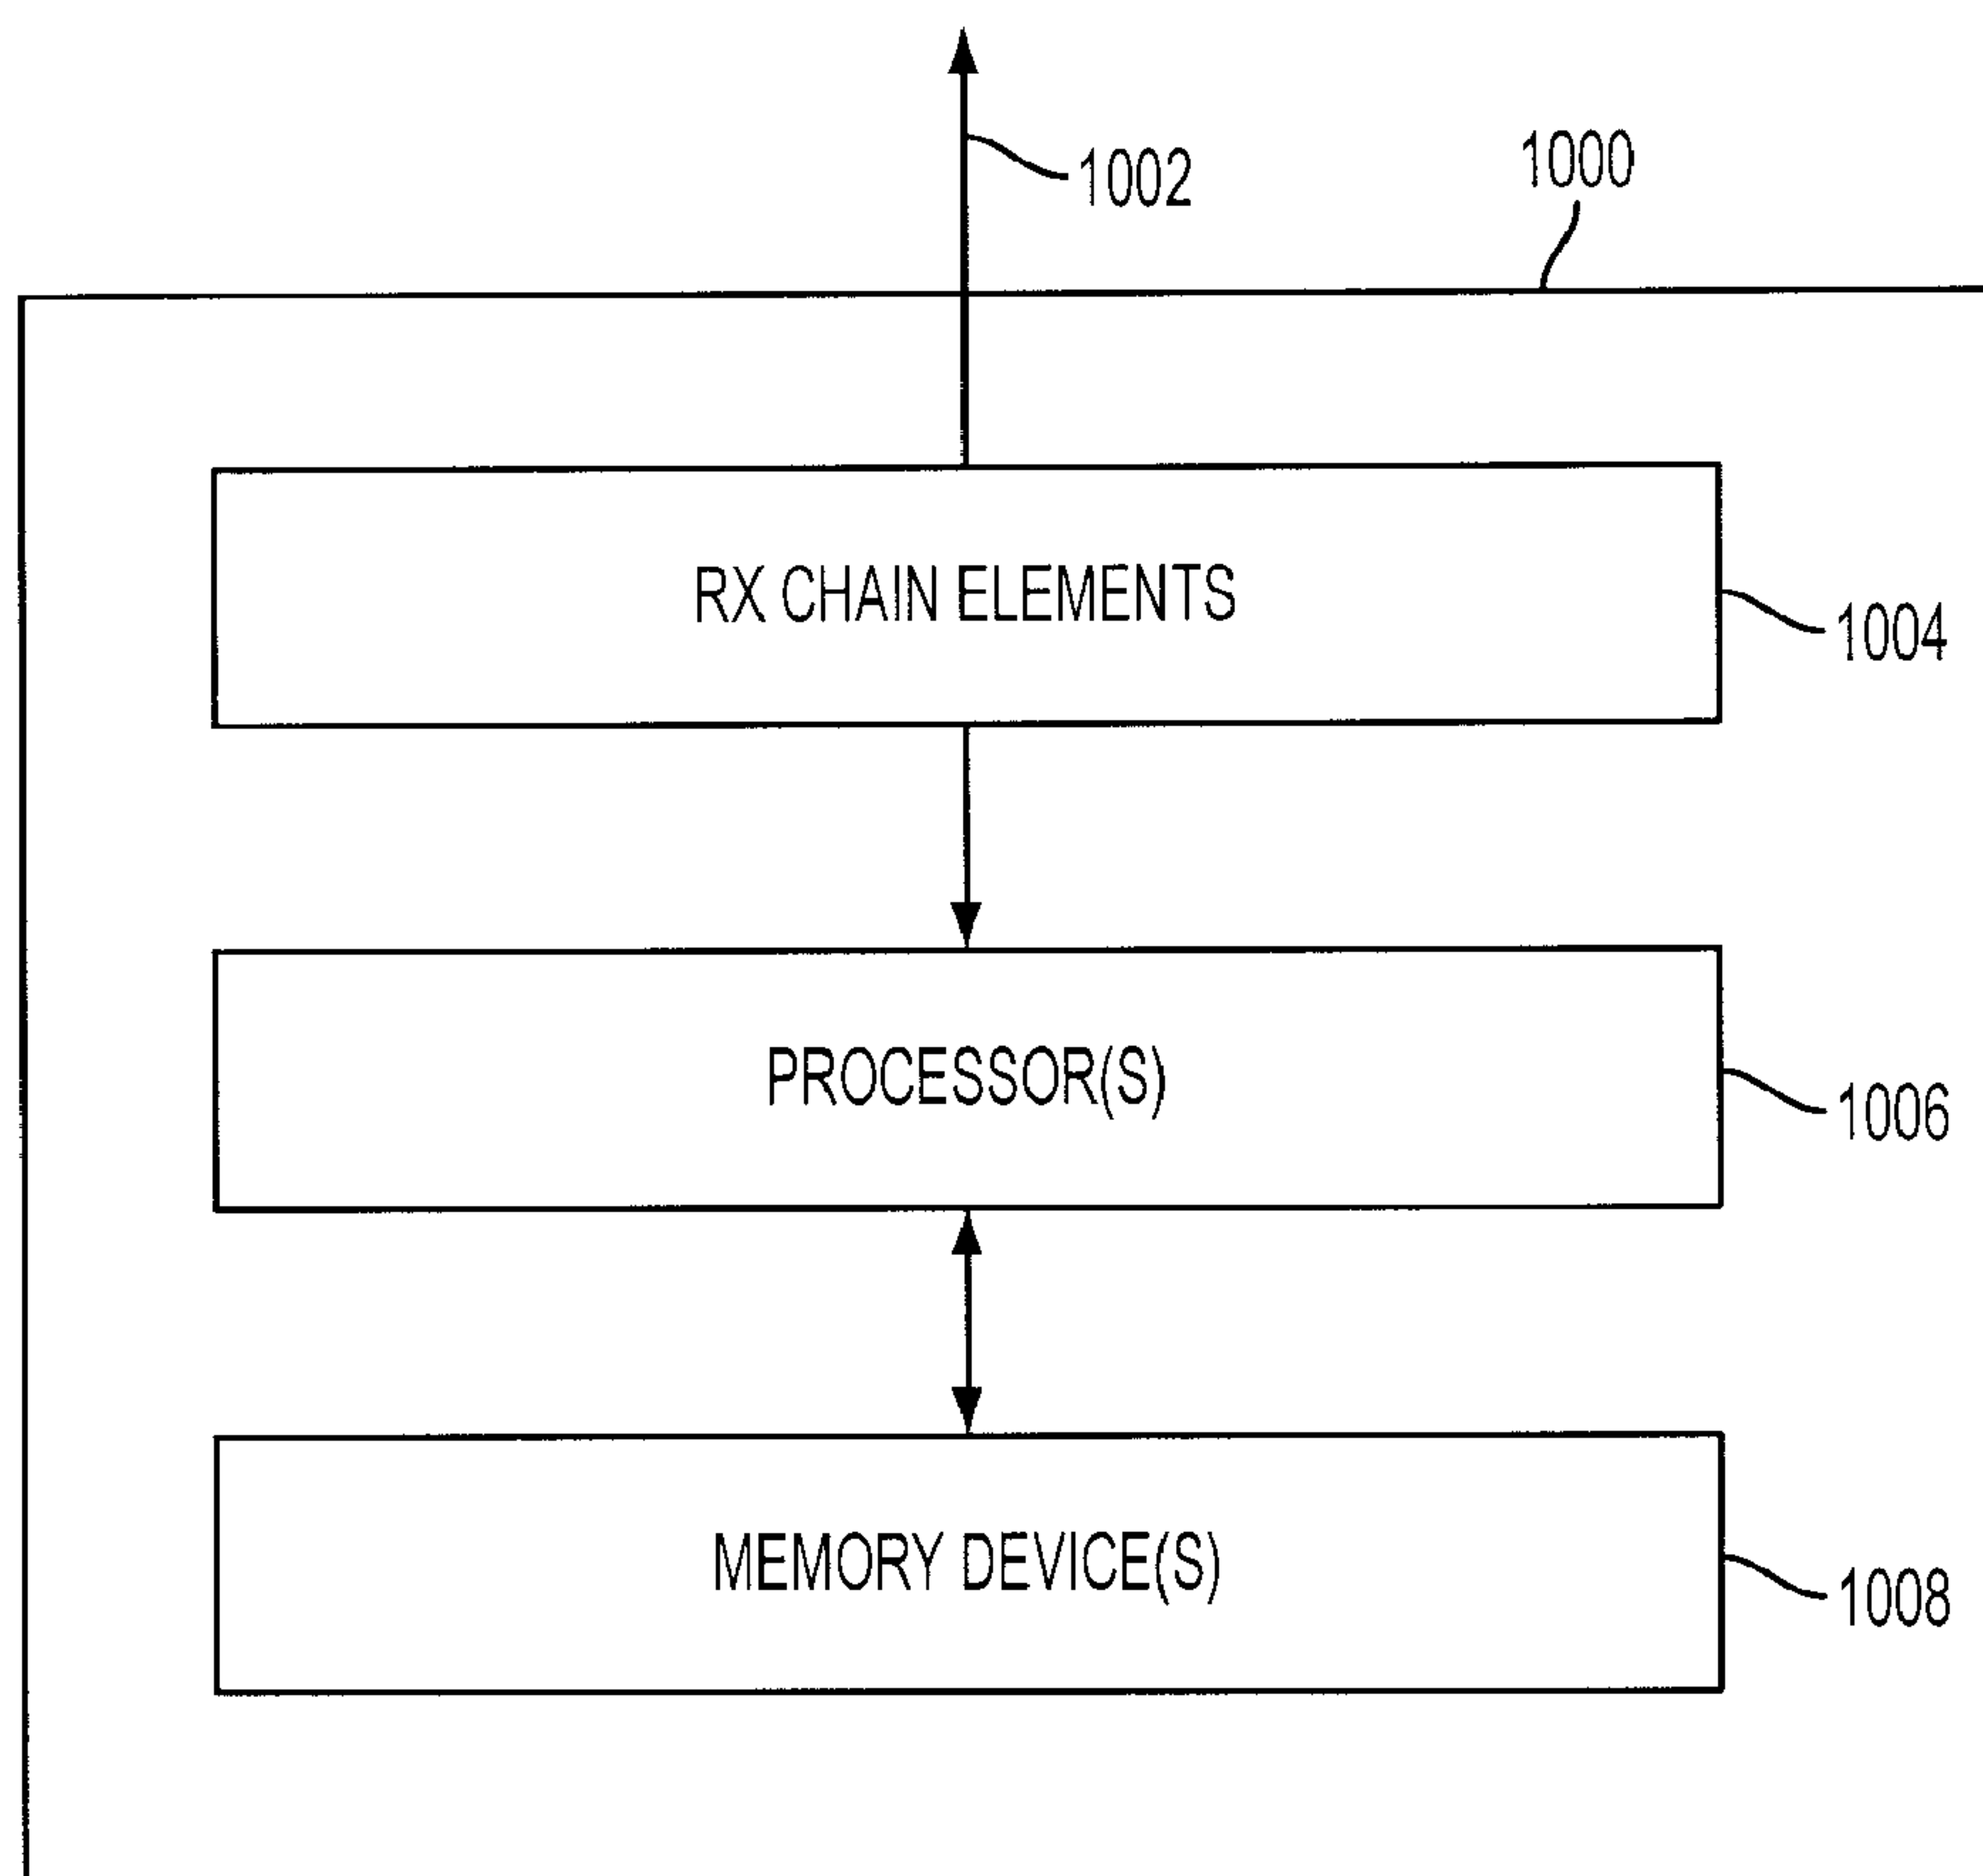 1002
1000
RX CHAIN ELEMENTS
1004
PROCESSOR(S)
1006
MEMORY DEVICE(S)
1008